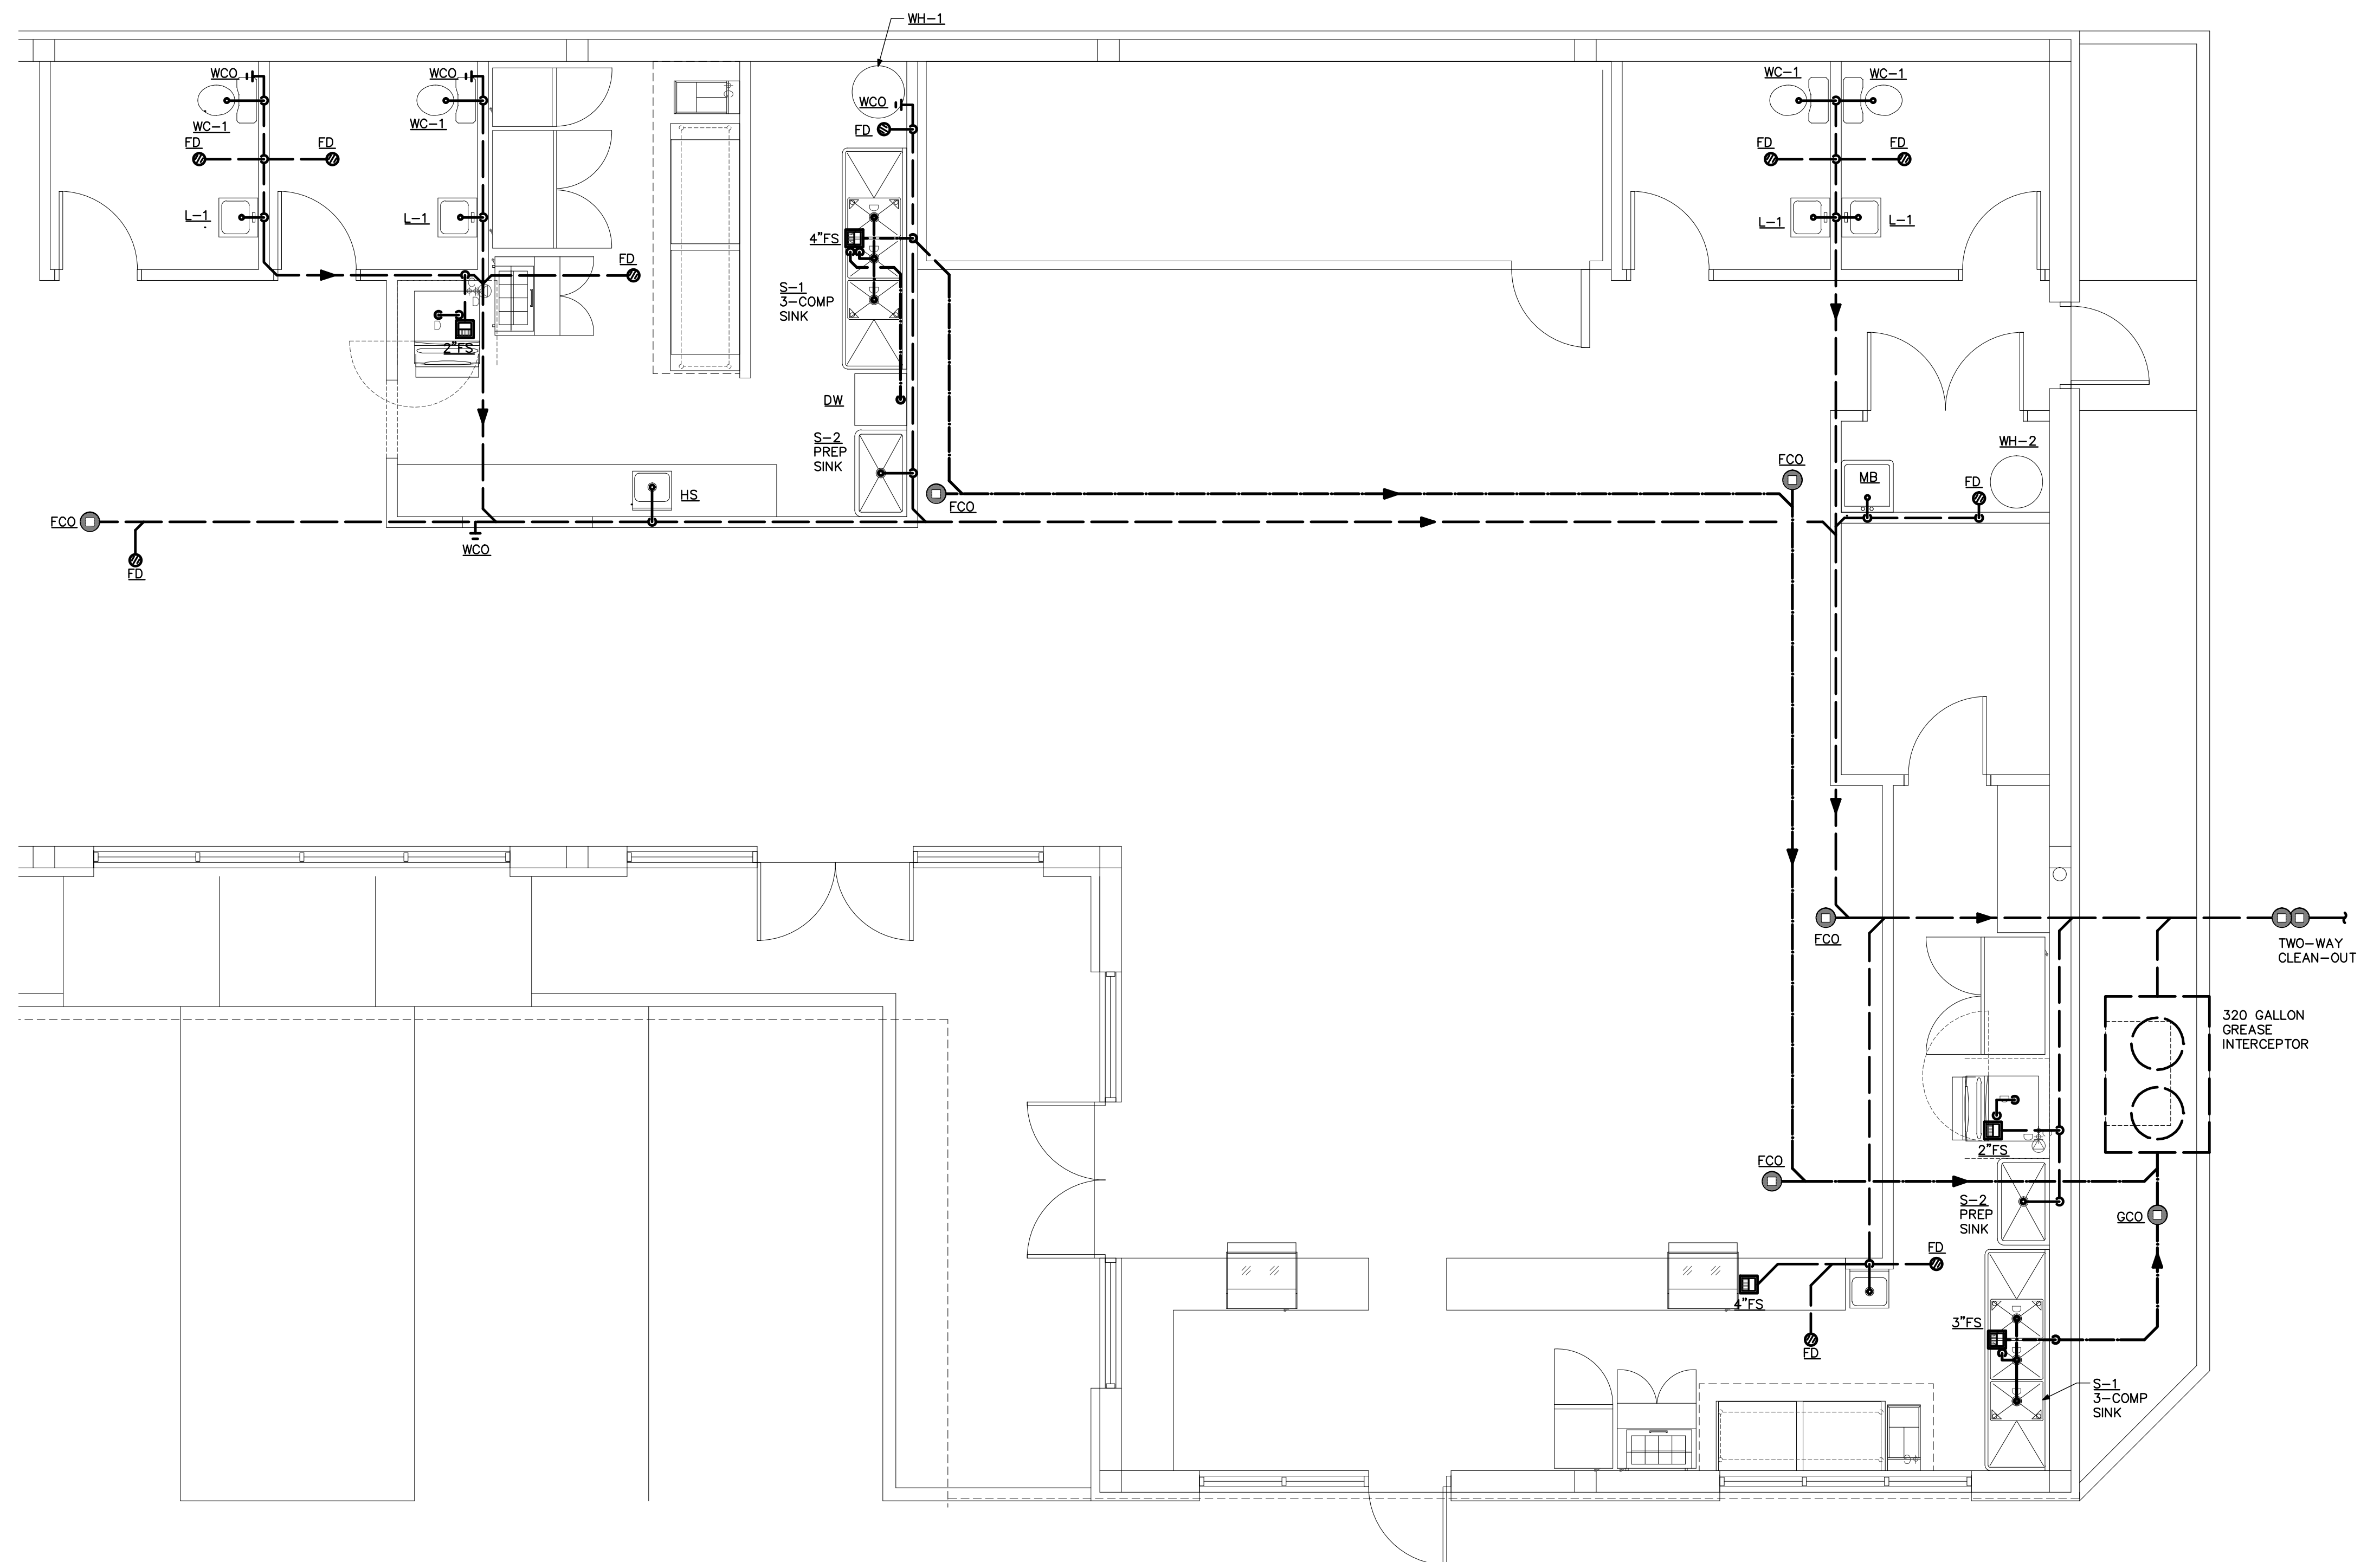 WH-1
WCO
WCO
WC-1
WC-1
WCO
WC-1
WC-1
FD
FD
FD
FD
FD
L-1
L-1
L-1
L-1
4"FS
FD
S-1
3-COMP
SINK
2"FS
DW
S-2
PREP
SINK
WH-2
FCO
MB
FD
HS
FCO
FCO
WCO
FD
FCO
TWO-WAY
CLEAN-OUT
320 GALLON
GREASE
INTERCEPTOR
2"FS
FCO
S-2
PREP
SINK
GCO
FD
4"FS
3"FS
FD
S-1
3-COMP
SINK